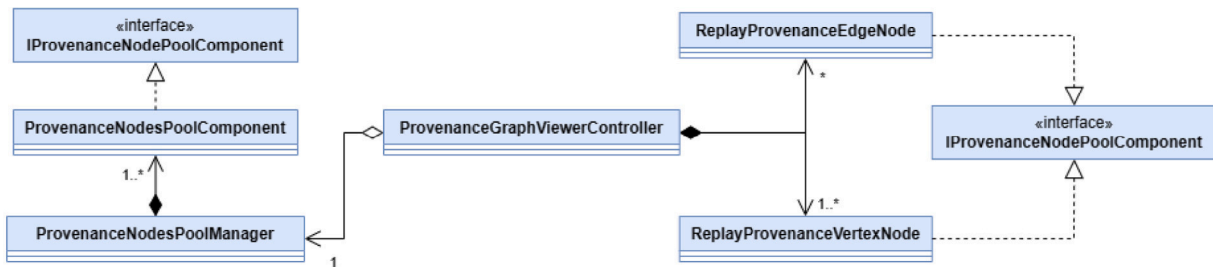 «interface»
IProvenanceNodePoolComponent
ProvenanceNodesPoolComponent
1..*
ProvenanceNodesPoolManager
1
ProvenanceGraphViewerController
ReplayProvenanceEdgeNode
*
«interface»
IProvenanceNodePoolComponent
1..*
ReplayProvenanceVertexNode